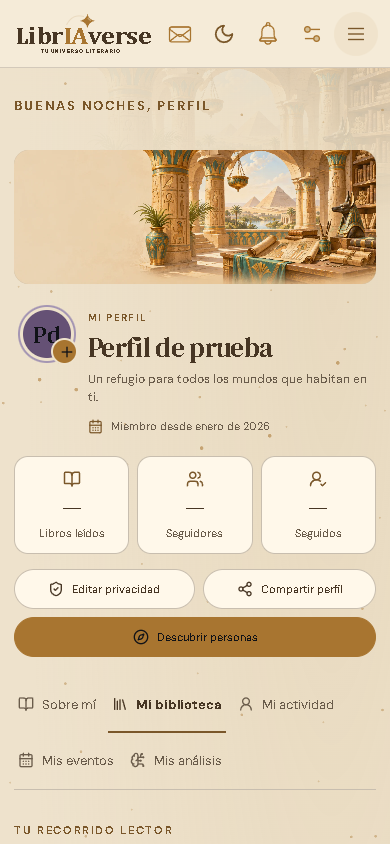 LibrIAverse
TU UNIVERSO LITERARIO
BUENAS NOCHES, PERFIL
Pd
MI PERFIL
Perfil de prueba
Un refugio para todos los mundos que habitan en
ti.
Miembro desde enero de 2026
— — —
Libros leídos Seguidores Seguidos
Editar privacidad Compartir perfil
Descubrir personas
Sobre mí Mi biblioteca Mi actividad
Mis eventos Mis análisis
TU RECORRIDO LECTOR